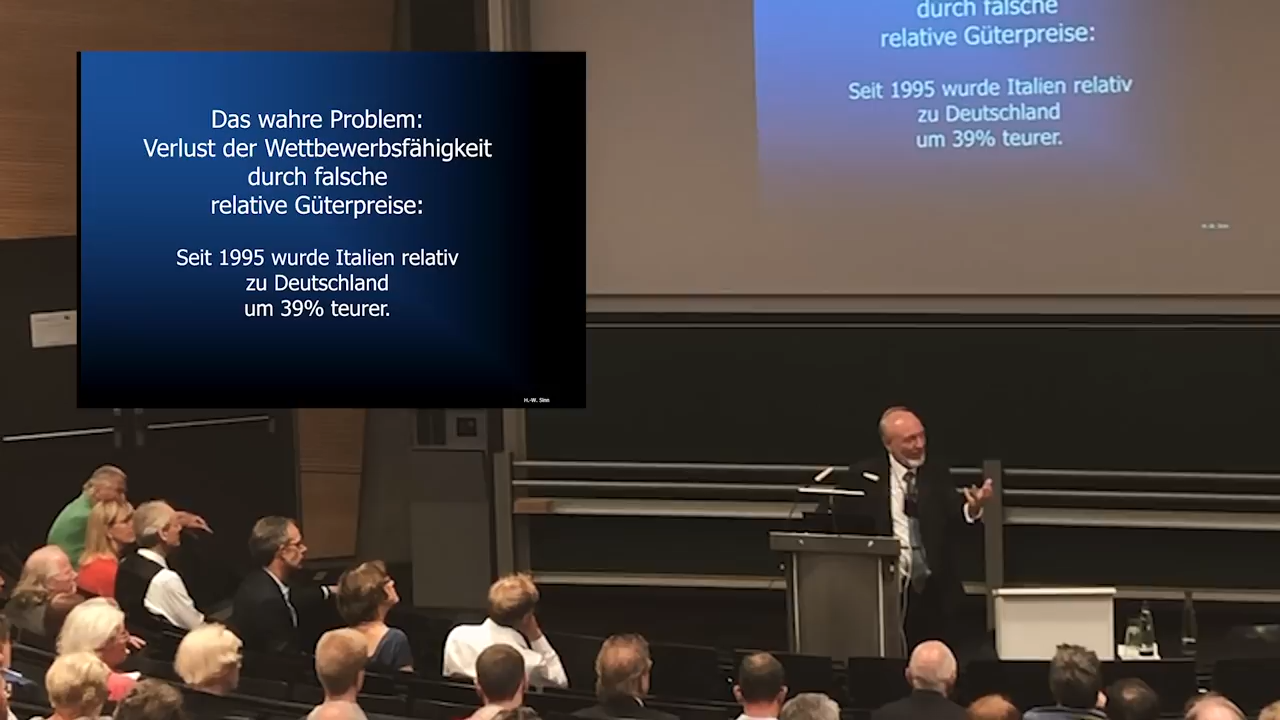 Das wahre Problem:
Verlust der Wettbewerbsfähigkeit
durch falsche
relative Güterpreise:
Seit 1995 wurde Italien relativ
zu Deutschland
um 39% teurer.
H.-W. Sinn
durch falsche
relative Güterpreise:
Seit 1995 wurde Italien relativ
zu Deutschland
um 39% teurer.
H.-W. Sinn